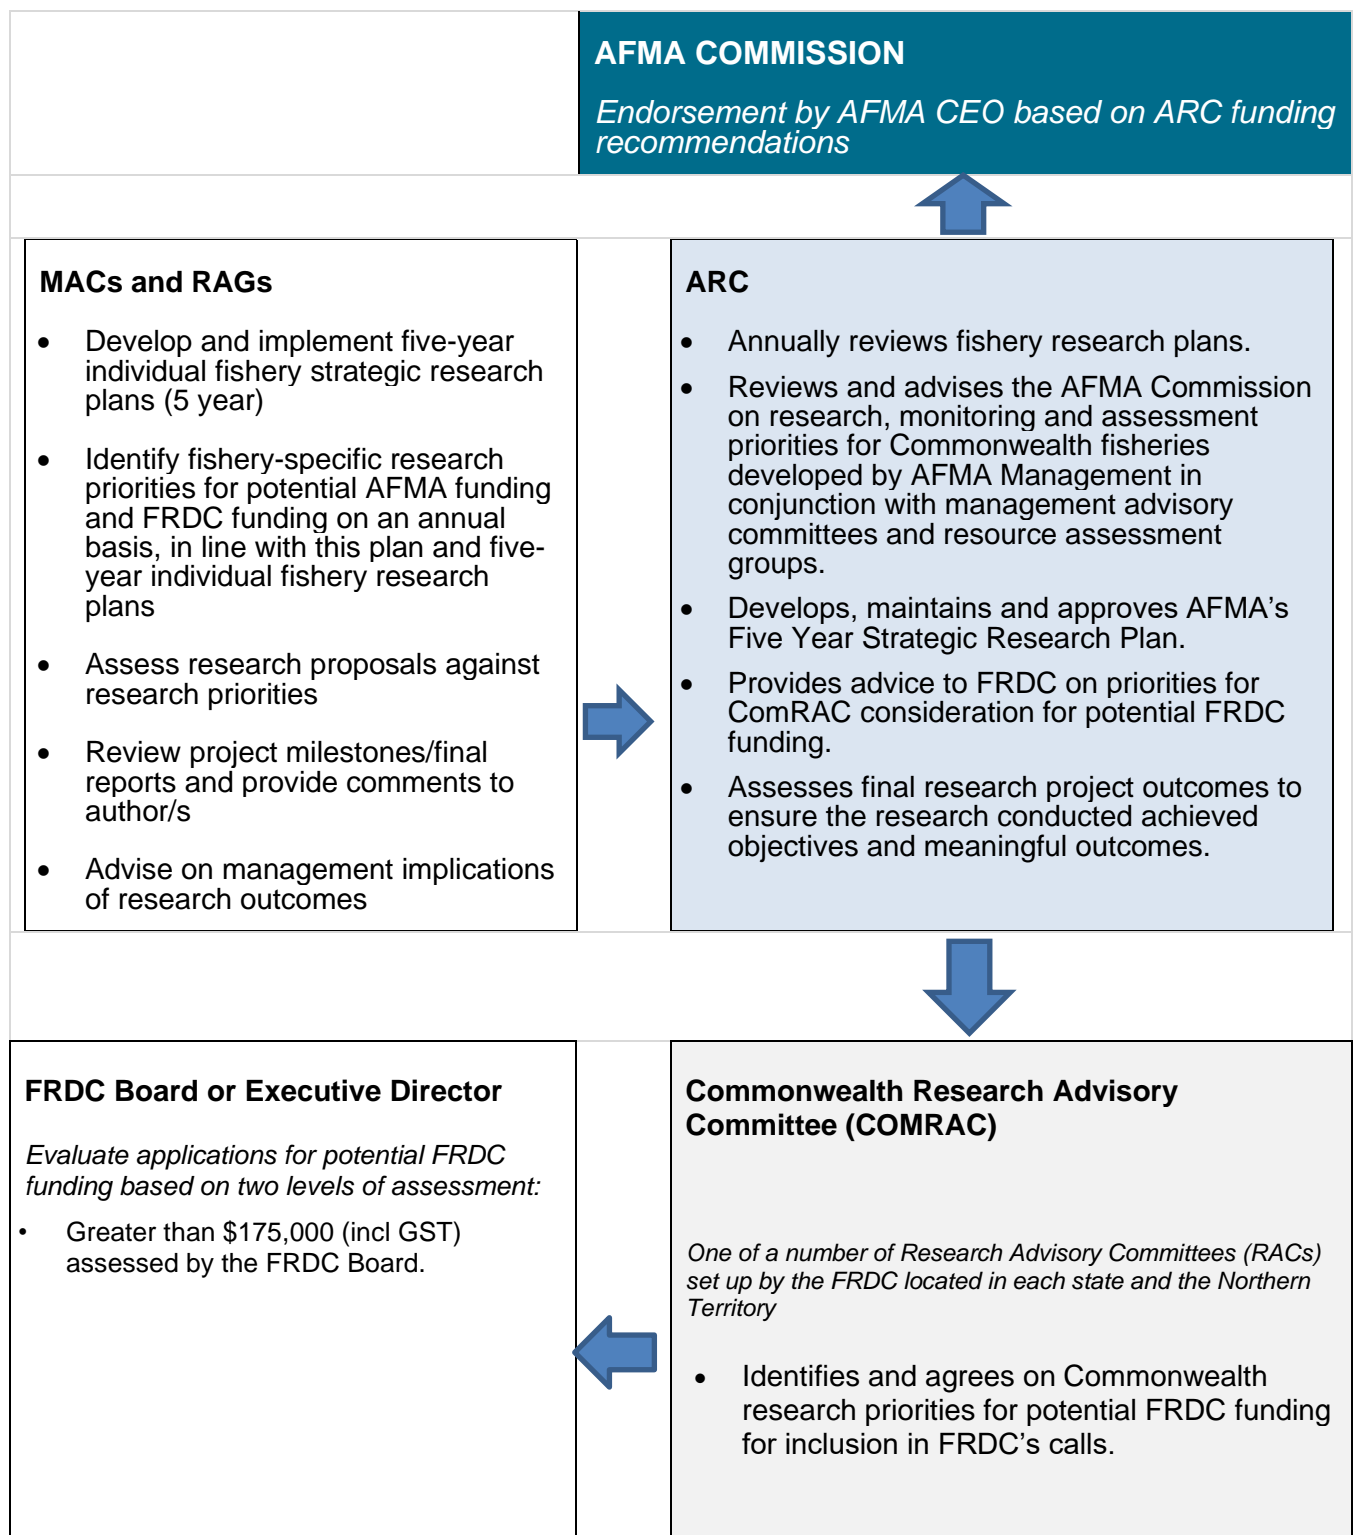 AFMA COMMISSION
Endorsement by AFMA CEO based on ARC funding
recommendations
MACs and RAGs
• Develop and implement five-year
individual fishery strategic research
plans (5 year)
• Identify fishery-specific research
priorities for potential AFMA funding
and FRDC funding on an annual
basis, in line with this plan and five-
year individual fishery research
plans
• Assess research proposals against
research priorities
• Review project milestones/final
reports and provide comments to
author/s
• Advise on management implications
of research outcomes
ARC
• Annually reviews fishery research plans.
• Reviews and advises the AFMA Commission
on research, monitoring and assessment
priorities for Commonwealth fisheries
developed by AFMA Management in
conjunction with management advisory
committees and resource assessment
groups.
• Develops, maintains and approves AFMA’s
Five Year Strategic Research Plan.
• Provides advice to FRDC on priorities for
ComRAC consideration for potential FRDC
funding.
• Assesses final research project outcomes to
ensure the research conducted achieved
objectives and meaningful outcomes.
FRDC Board or Executive Director
Evaluate applications for potential FRDC
funding based on two levels of assessment:
• Greater than $175,000 (incl GST)
assessed by the FRDC Board.
Commonwealth Research Advisory
Committee (COMRAC)
One of a number of Research Advisory Committees (RACs)
set up by the FRDC located in each state and the Northern
Territory
• Identifies and agrees on Commonwealth
research priorities for potential FRDC funding
for inclusion in FRDC’s calls.